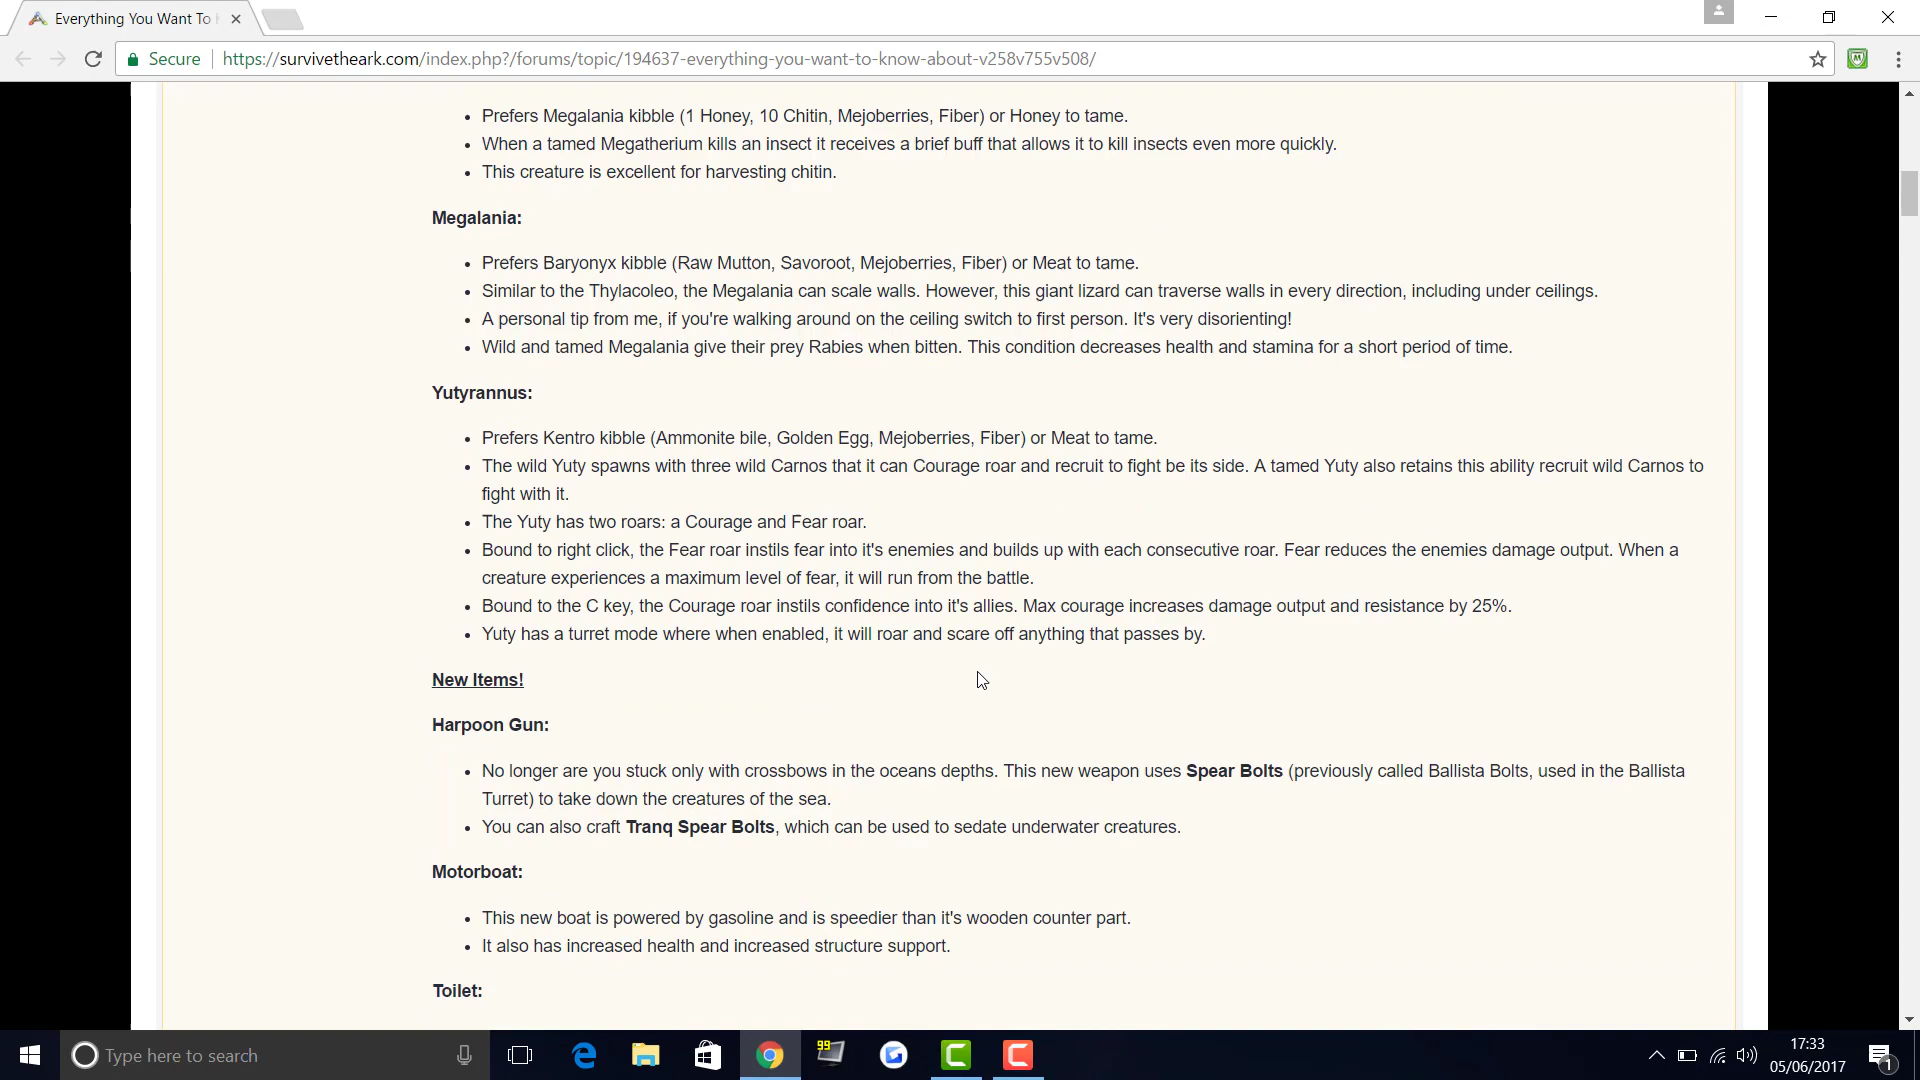 Everything You Want To
Secure
https://survivetheark.com/index.php?/forums/topic/194637-everything-you-want-to-know-about-v258v755v508/
• Prefers Megalania kibble (1 Honey, 10 Chitin, Mejoberries, Fiber) or Honey to tame.
• When a tamed Megatherium kills an insect it receives a brief buff that allows it to kill insects even more quickly.
• This creature is excellent for harvesting chitin.
Megalania:
• Prefers Baryonyx kibble (Raw Mutton, Savoroot, Mejoberries, Fiber) or Meat to tame.
• Similar to the Thylacoleo, the Megalania can scale walls. However, this giant lizard can traverse walls in every direction, including under ceilings.
• A personal tip from me, if you're walking around on the ceiling switch to first person. It's very disorienting!
• Wild and tamed Megalania give their prey Rabies when bitten. This condition decreases health and stamina for a short period of time.
Yutyrannus:
• Prefers Kentro kibble (Ammonite bile, Golden Egg, Mejoberries, Fiber) or Meat to tame.
• The wild Yuty spawns with three wild Carnos that it can Courage roar and recruit to fight be its side. A tamed Yuty also retains this ability recruit wild Carnos to
fight with it.
• The Yuty has two roars: a Courage and Fear roar.
• Bound to right click, the Fear roar instils fear into it's enemies and builds up with each consecutive roar. Fear reduces the enemies damage output. When a
creature experiences a maximum level of fear, it will run from the battle.
• Bound to the C key, the Courage roar instils confidence into it's allies. Max courage increases damage output and resistance by 25%.
• Yuty has a turret mode where when enabled, it will roar and scare off anything that passes by.
New Items!
Harpoon Gun:
• No longer are you stuck only with crossbows in the oceans depths. This new weapon uses Spear Bolts (previously called Ballista Bolts, used in the Ballista
Turret) to take down the creatures of the sea.
• You can also craft Tranq Spear Bolts, which can be used to sedate underwater creatures.
Motorboat:
• This new boat is powered by gasoline and is speedier than it's wooden counter part.
• It also has increased health and increased structure support.
Toilet:
Type here to search
99
17:33
05/06/2017
1